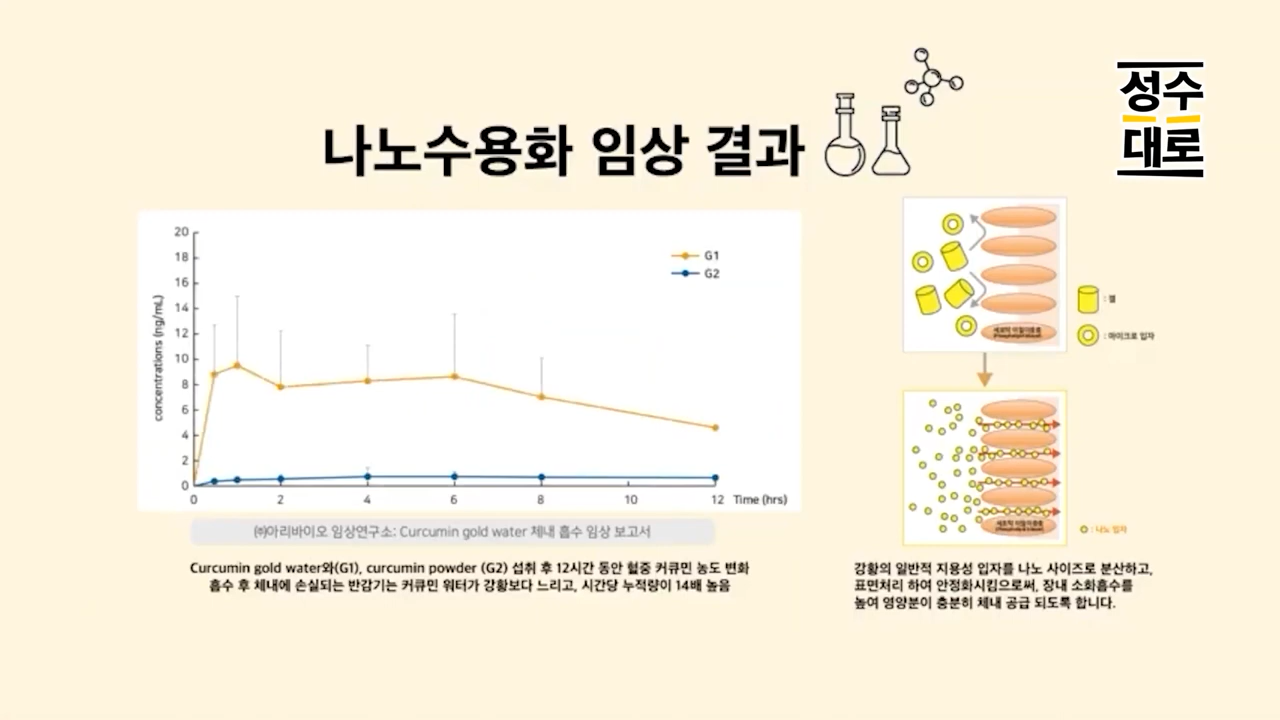 성수
대로
나노수용화 임상 결과
20
18
16
14
12
10
8
6
4
2
0
concentrations (ng/mL)
G1
G2
0
2
4
6
8
10
12
Time (hrs)
㈜아리바이오 임상연구소: Curcumin gold water 체내 흡수 임상 보고서
Curcumin gold water와(G1), curcumin powder (G2) 섭취 후 12시간 동안 혈중 커큐민 농도 변화
흡수 후 체내에 손실되는 반감기는 커큐민 워터가 강황보다 느리고, 시간당 누적량이 14배 높음
: 겔
: 마이크로 입자
: 나노 입자
강황의 일반적 지용성 입자를 나노 사이즈로 분산하고,
표면처리 하여 안정화시킴으로써, 장내 소화흡수를
높여 영양분이 충분히 체내 공급 되도록 합니다.